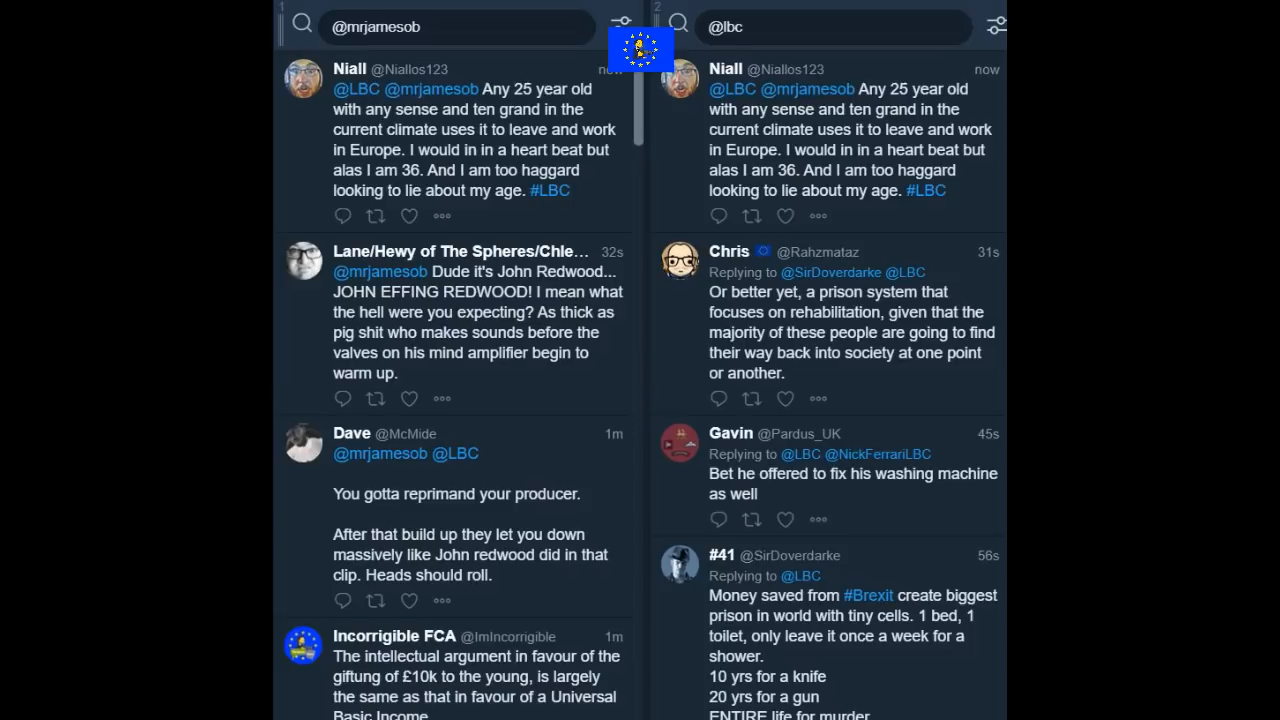 1
@mrjamesob
Niall @Niallos123 now
@LBC @mrjamesob Any 25 year old
with any sense and ten grand in the
current climate uses it to leave and work
in Europe. I would in in a heart beat but
alas I am 36. And I am too haggard
looking to lie about my age. #LBC
Lane/Hewy of The Spheres/Chle... 32s
@mrjamesob Dude it's John Redwood...
JOHN EFFING REDWOOD! I mean what
the hell were you expecting? As thick as
pig shit who makes sounds before the
valves on his mind amplifier begin to
warm up.
Dave @McMide 1m
@mrjamesob @LBC
You gotta reprimand your producer.
After that build up they let you down
massively like John redwood did in that
clip. Heads should roll.
Incorrigible FCA @ImIncorrigible 1m
The intellectual argument in favour of the
giftung of £10k to the young, is largely
the same as that in favour of a Universal
Basic Income
2
@lbc
Niall @Niallos123 now
@LBC @mrjamesob Any 25 year old
with any sense and ten grand in the
current climate uses it to leave and work
in Europe. I would in in a heart beat but
alas I am 36. And I am too haggard
looking to lie about my age. #LBC
Chris @Rahzmataz 31s
Replying to @SirDoverdarke @LBC
Or better yet, a prison system that
focuses on rehabilitation, given that the
majority of these people are going to find
their way back into society at one point
or another.
Gavin @Pardus_UK 45s
Replying to @LBC @NickFerrariLBC
Bet he offered to fix his washing machine
as well
#41 @SirDoverdarke 56s
Replying to @LBC
Money saved from #Brexit create biggest
prison in world with tiny cells. 1 bed, 1
toilet, only leave it once a week for a
shower.
10 yrs for a knife
20 yrs for a gun
ENTIRE life for murder